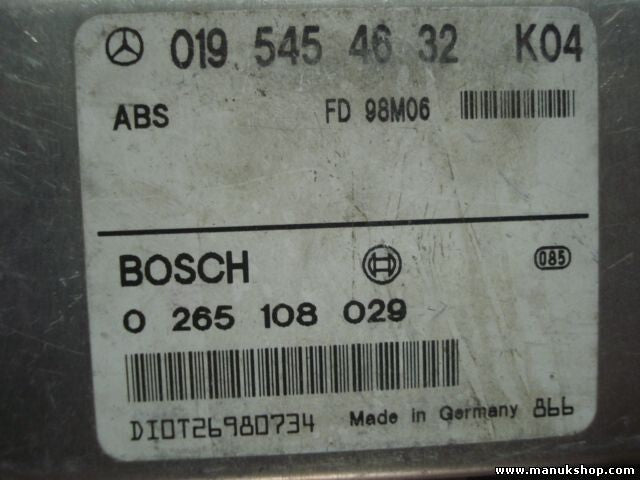 019 545 46 32 K04
ABS FD 98M06
BOSCH 085
0 265 108 029
DIOT26980734 Made in Germany 866
www.manukshop.com